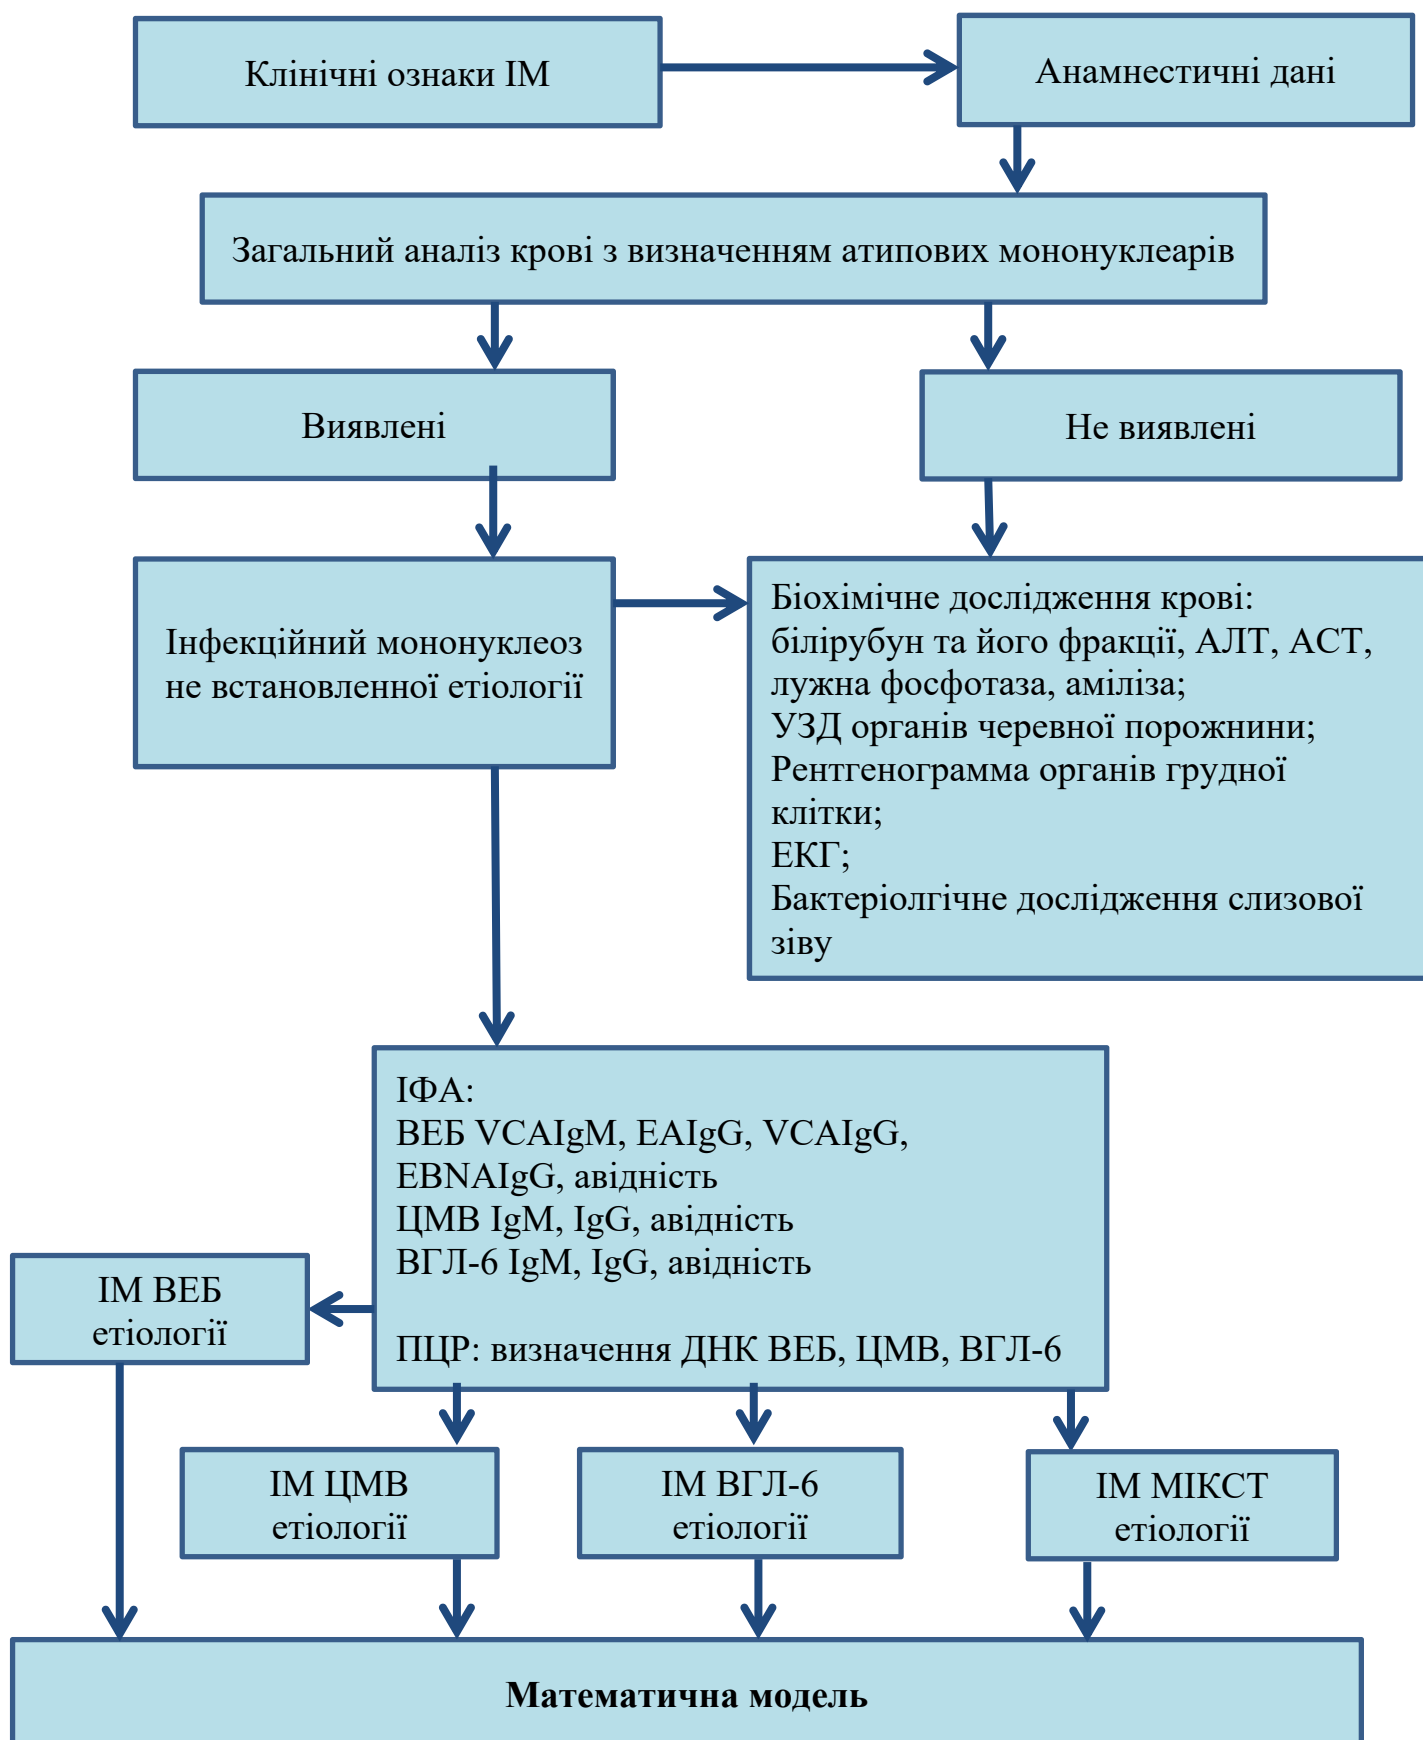 Клінічні ознаки ІМ
Анамнестичні дані
Загальний аналіз крові з визначенням атипових мононуклеарів
Виявлені
Не виявлені
Інфекційний мононуклеоз
не встановленної етіології
Біохімічне дослідження крові:
білірубун та його фракції, АЛТ, АСТ,
лужна фосфотаза, аміліза;
УЗД органів черевної порожнини;
Рентгенограмма органів грудної
клітки;
ЕКГ;
Бактеріолгічне дослідження слизової
зіву
ІФА:
ВЕБ VCAIgM, EAIgG, VCAIgG,
EBNAIgG, авідність
ЦМВ IgM, IgG, авідність
ВГЛ-6 IgM, IgG, авідність
ПЦР: визначення ДНК ВЕБ, ЦМВ, ВГЛ-6
ІМ ВЕБ
етіології
ІМ ЦМВ
етіології
ІМ ВГЛ-6
етіології
ІМ МІКСТ
етіології
Математична модель